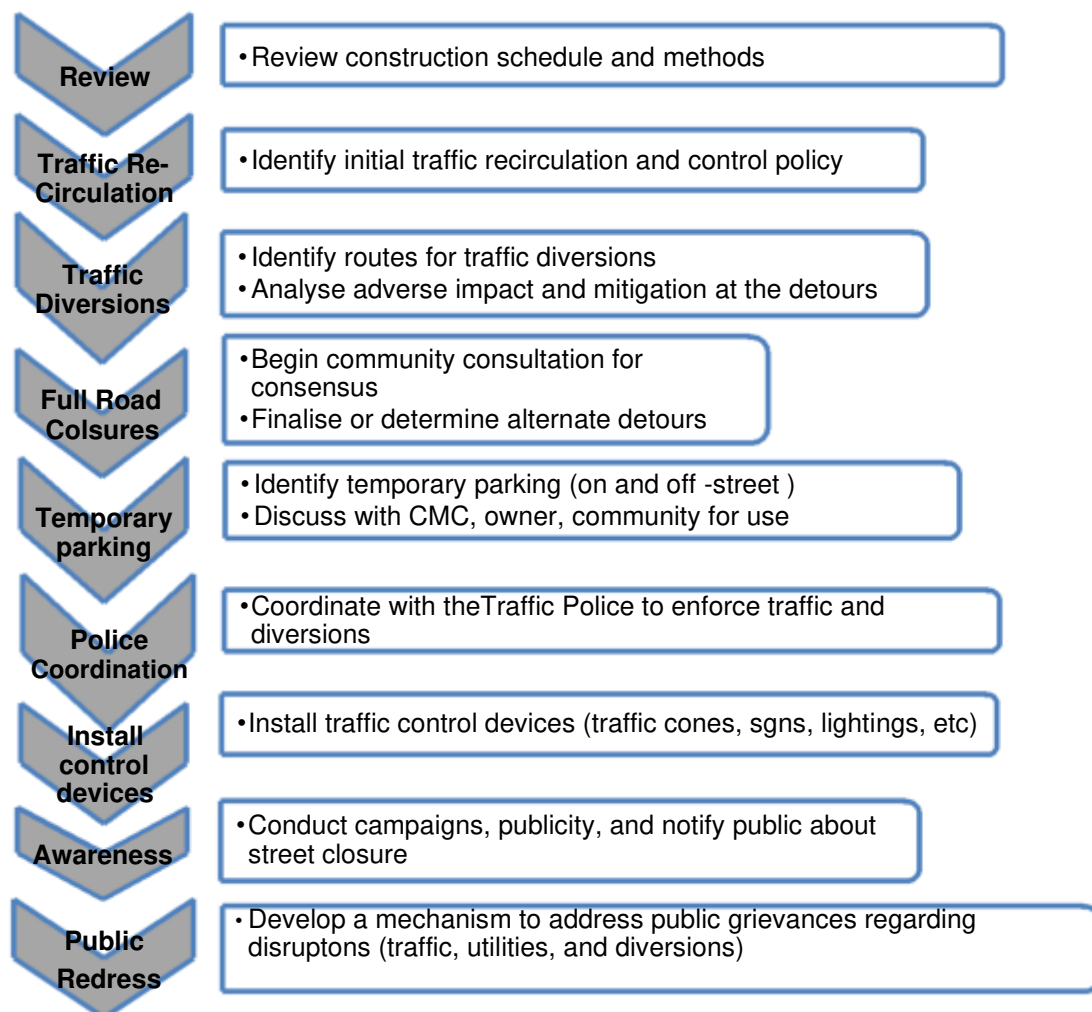 Review
• Review construction schedule and methods
Traffic Re-
Circulation
• Identify initial traffic recirculation and control policy
Traffic
Diversions
• Identify routes for traffic diversions
• Analyse adverse impact and mitigation at the detours
Full Road
Colsures
• Begin community consultation for
consensus
• Finalise or determine alternate detours
Temporary
parking
• Identify temporary parking (on and off -street )
• Discuss with CMC, owner, community for use
Police
Coordination
• Coordinate with theTraffic Police to enforce traffic and
diversions
Install
control
devices
• Install traffic control devices (traffic cones, sgns, lightings, etc)
Awareness
• Conduct campaigns, publicity, and notify public about
street closure
Public
Redress
• Develop a mechanism to address public grievances regarding
disruptons (traffic, utilities, and diversions)